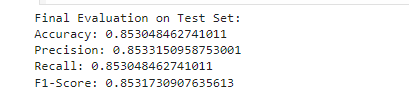 Final Evaluation on Test Set:
Accuracy: 0.853048462741011
Precision: 0.8533150958753001
Recall: 0.853048462741011
F1-Score: 0.8531730907635613